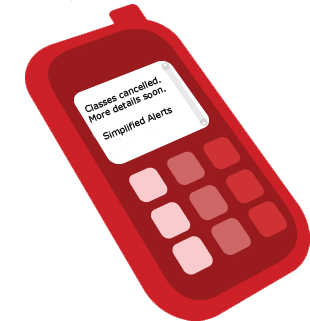 Classes cancelled.
More details soon.
Simplified Alerts